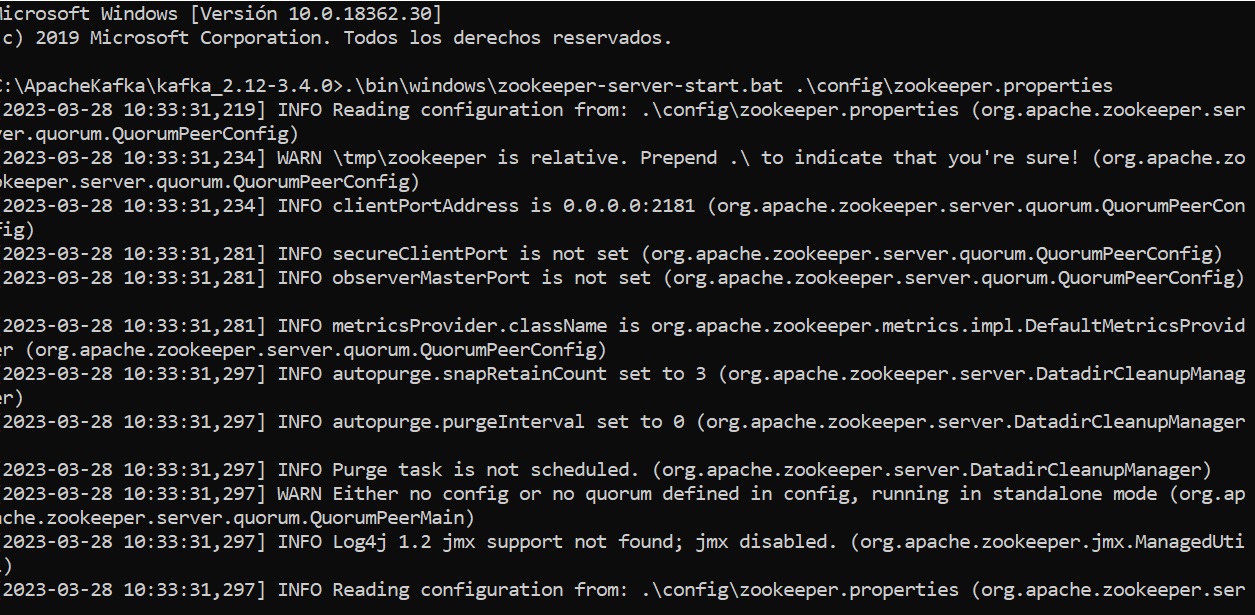 Microsoft Windows [Versión 10.0.18362.30]
c) 2019 Microsoft Corporation. Todos los derechos reservados.
C:\ApacheKafka\kafka_2.12-3.4.0>.\bin\windows\zookeeper-server-start.bat .\config\zookeeper.properties
2023-03-28 10:33:31,219] INFO Reading configuration from: .\config\zookeeper.properties (org.apache.zookeeper.ser
ver.quorum.QuorumPeerConfig)
2023-03-28 10:33:31,234] WARN \tmp\zookeeper is relative. Prepend .\ to indicate that you're sure! (org.apache.zo
okeeper.server.quorum.QuorumPeerConfig)
2023-03-28 10:33:31,234] INFO clientPortAddress is 0.0.0.0:2181 (org.apache.zookeeper.server.quorum.QuorumPeerCon
fig)
2023-03-28 10:33:31,281] INFO secureClientPort is not set (org.apache.zookeeper.server.quorum.QuorumPeerConfig)
2023-03-28 10:33:31,281] INFO observerMasterPort is not set (org.apache.zookeeper.server.quorum.QuorumPeerConfig)
2023-03-28 10:33:31,281] INFO metricsProvider.className is org.apache.zookeeper.metrics.impl.DefaultMetricsProvid
er (org.apache.zookeeper.server.quorum.QuorumPeerConfig)
2023-03-28 10:33:31,297] INFO autopurge.snapRetainCount set to 3 (org.apache.zookeeper.server.DatadirCleanupManag
er)
2023-03-28 10:33:31,297] INFO autopurge.purgeInterval set to 0 (org.apache.zookeeper.server.DatadirCleanupManager
2023-03-28 10:33:31,297] INFO Purge task is not scheduled. (org.apache.zookeeper.server.DatadirCleanupManager)
2023-03-28 10:33:31,297] WARN Either no config or no quorum defined in config, running in standalone mode (org.ap
ache.zookeeper.server.quorum.QuorumPeerMain)
2023-03-28 10:33:31,297] INFO Log4j 1.2 jmx support not found; jmx disabled. (org.apache.zookeeper.jmx.ManagedUti
l)
2023-03-28 10:33:31,297] INFO Reading configuration from: .\config\zookeeper.properties (org.apache.zookeeper.ser